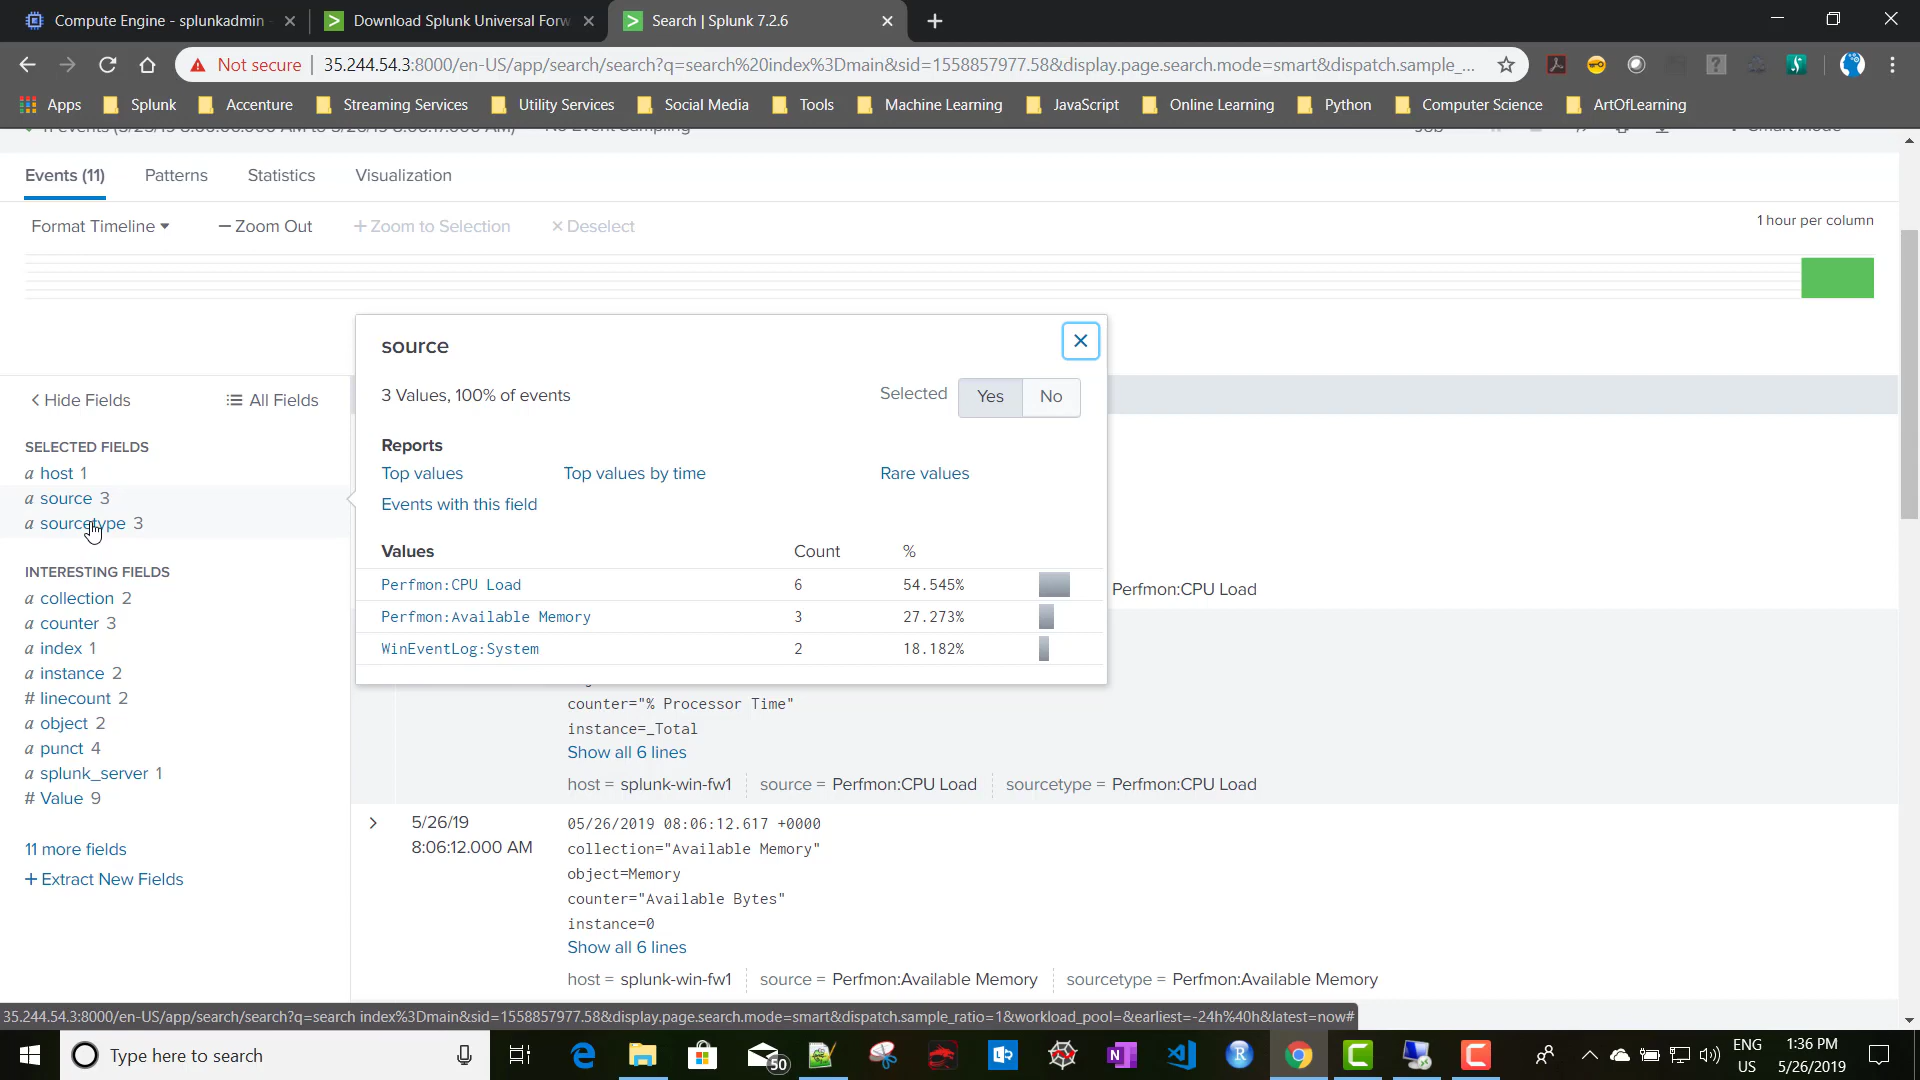 Compute Engine - splunkadmin
Download Splunk Universal Forw
Search | Splunk 7.2.6
Not secure
35.244.54.3:8000/en-US/app/search/search?q=search%20index%3Dmain&sid=1558857977.58&display.page.search.mode=smart&dispatch.sample_...
Apps Splunk Accenture Streaming Services Utility Services Social Media Tools Machine Learning JavaScript Online Learning Python Computer Science ArtOfLearning
Events (11) Patterns Statistics Visualization
Format Timeline — Zoom Out + Zoom to Selection × Deselect
1 hour per column
source
3 Values, 100% of events
Selected Yes No
Reports
Top values Top values by time Rare values
Events with this field
Values Count %
Perfmon:CPU Load 6 54.545%
Perfmon:Available Memory 3 27.273%
WinEventLog:System 2 18.182%
Hide Fields All Fields
SELECTED FIELDS
a host 1
a source 3
a sourcetype 3
INTERESTING FIELDS
a collection 2
a counter 3
a index 1
a instance 2
# linecount 2
a object 2
a punct 4
a splunk_server 1
# Value 9
11 more fields
+ Extract New Fields
Perfmon:CPU Load
counter="% Processor Time"
instance=_Total
Show all 6 lines
host = splunk-win-fw1 source = Perfmon:CPU Load sourcetype = Perfmon:CPU Load
5/26/19
8:06:12.000 AM
05/26/2019 08:06:12.617 +0000
collection="Available Memory"
object=Memory
counter="Available Bytes"
instance=0
Show all 6 lines
host = splunk-win-fw1 source = Perfmon:Available Memory sourcetype = Perfmon:Available Memory
35.244.54.3:8000/en-US/app/search/search?q=search index%3Dmain&sid=1558857977.58&display.page.search.mode=smart&dispatch.sample_ratio=1&workload_pool=&earliest=-24h%40h&latest=now#
Type here to search
50
ENG
US
1:36 PM
5/26/2019